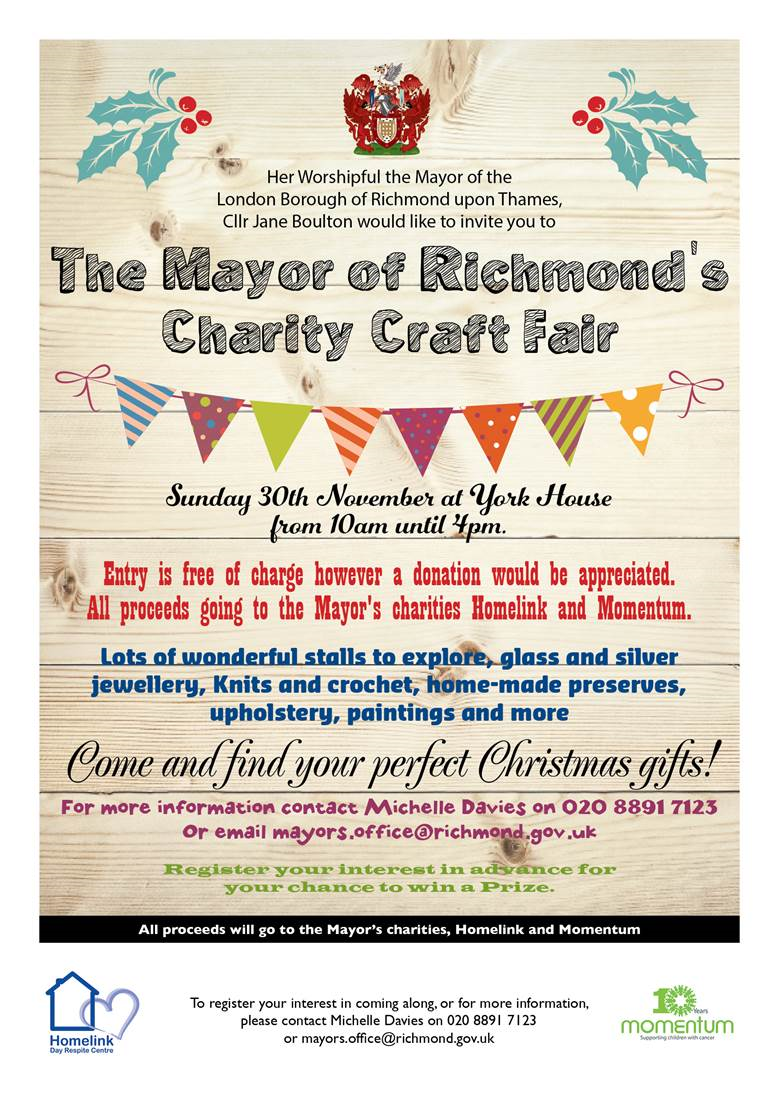 Her Worshipful the Mayor of the
London Borough of Richmond upon Thames,
Cllr Jane Boulton would like to invite you to
The Mayor of Richmond's
Charity Craft Fair
Sunday 30th November at York House
from 10am until 4pm.
Entry is free of charge however a donation would be appreciated.
All proceeds going to the Mayor's charities Homelink and Momentum.
Lots of wonderful stalls to explore, glass and silver
jewellery, Knits and crochet, home-made preserves,
upholstery, paintings and more
Come and find your perfect Christmas gifts!
For more information contact Michelle Davies on 020 8891 7123
Or email mayors.office@richmond.gov.uk
Register your interest in advance for
your chance to win a Prize.
All proceeds will go to the Mayor's charities, Homelink and Momentum
Homelink
Day Respite Centre
To register your interest in coming along, or for more information,
please contact Michelle Davies on 020 8891 7123
or mayors.office@richmond.gov.uk
10 Years
momentum
Supporting children with cancer